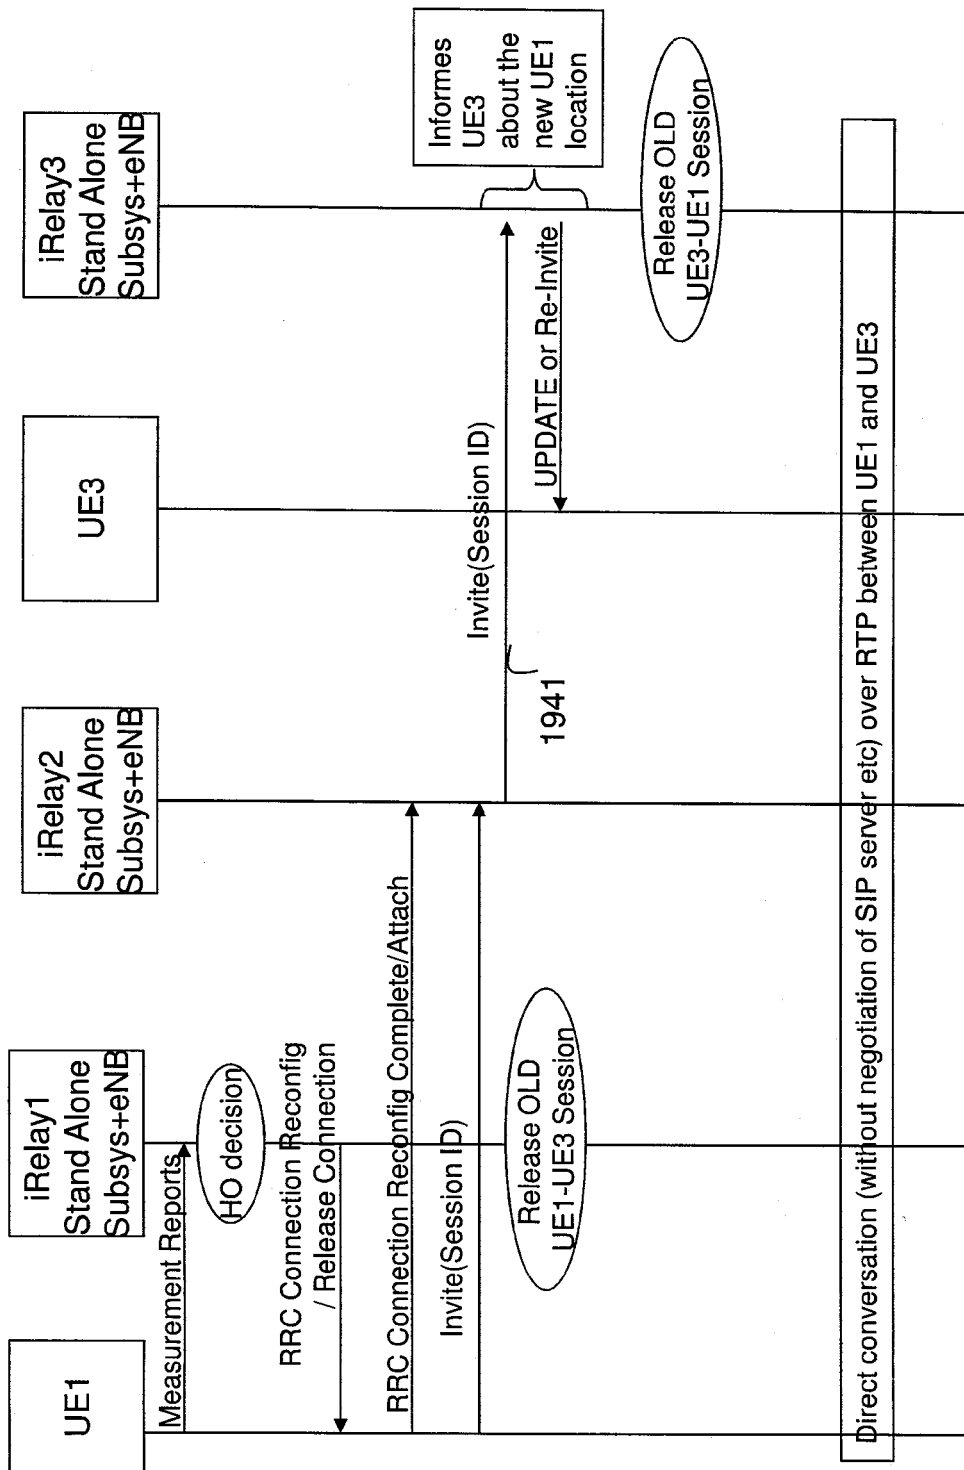 UE1
iRelay1
Stand Alone
Subsys+eNB
iRelay2
Stand Alone
Subsys+eNB
UE3
iRelay3
Stand Alone
Subsys+eNB
Measurement Reports
HO decision
RRC Connection Reconfig
/ Release Connection
RRC Connection Reconfig Complete/Attach
Invite(Session ID)
Invite(Session ID)
1941
Informes
UE3
about the
new UE1
location
UPDATE or Re-Invite
Release OLD
UE1-UE3 Session
Release OLD
UE3-UE1 Session
Direct conversation (without negotiation of SIP server etc) over RTP between UE1 and UE3